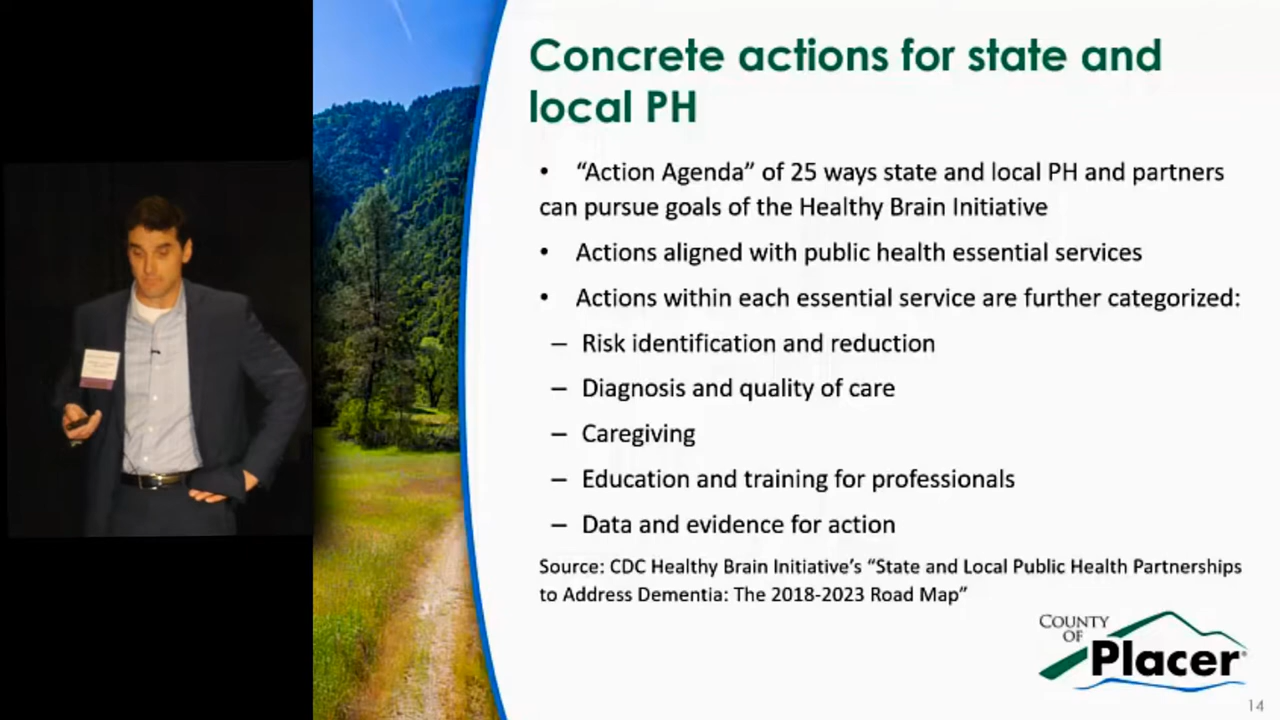 Concrete actions for state and
local PH
• “Action Agenda” of 25 ways state and local PH and partners
can pursue goals of the Healthy Brain Initiative
• Actions aligned with public health essential services
• Actions within each essential service are further categorized:
– Risk identification and reduction
– Diagnosis and quality of care
– Caregiving
– Education and training for professionals
– Data and evidence for action
Source: CDC Healthy Brain Initiative’s “State and Local Public Health Partnerships
to Address Dementia: The 2018-2023 Road Map”
COUNTY
OF
Placer®
14